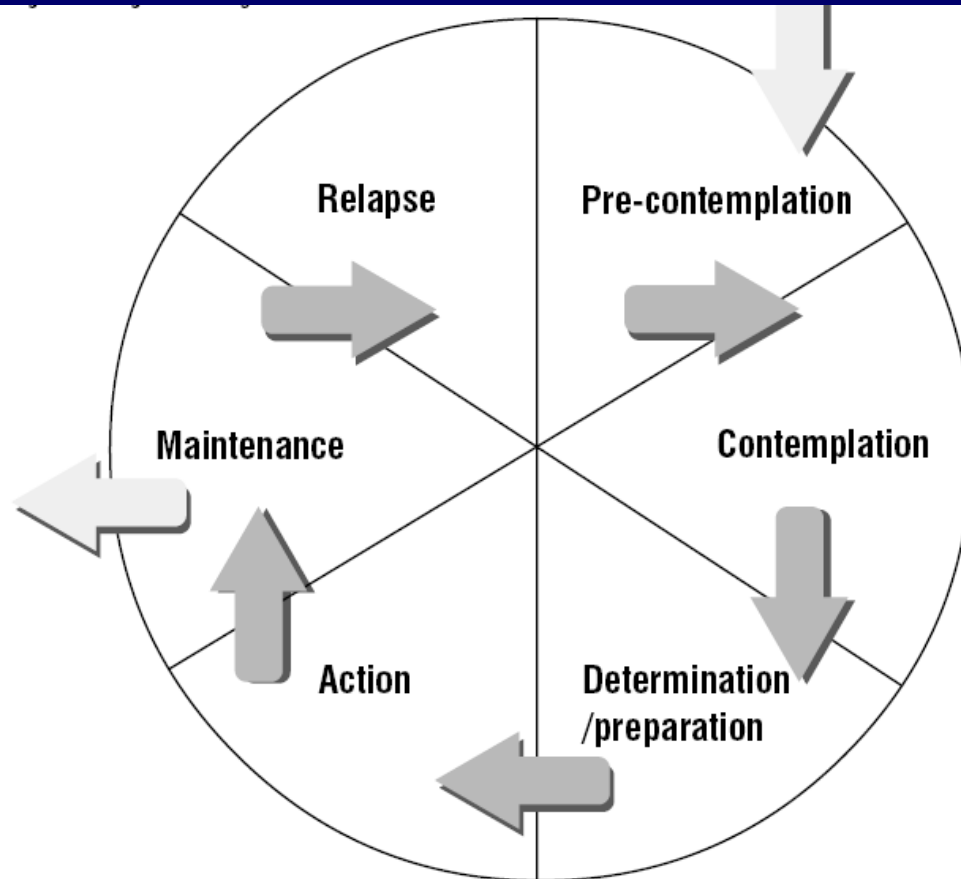 Relapse
Pre-contemplation
Maintenance
Contemplation
Action
Determination
/preparation